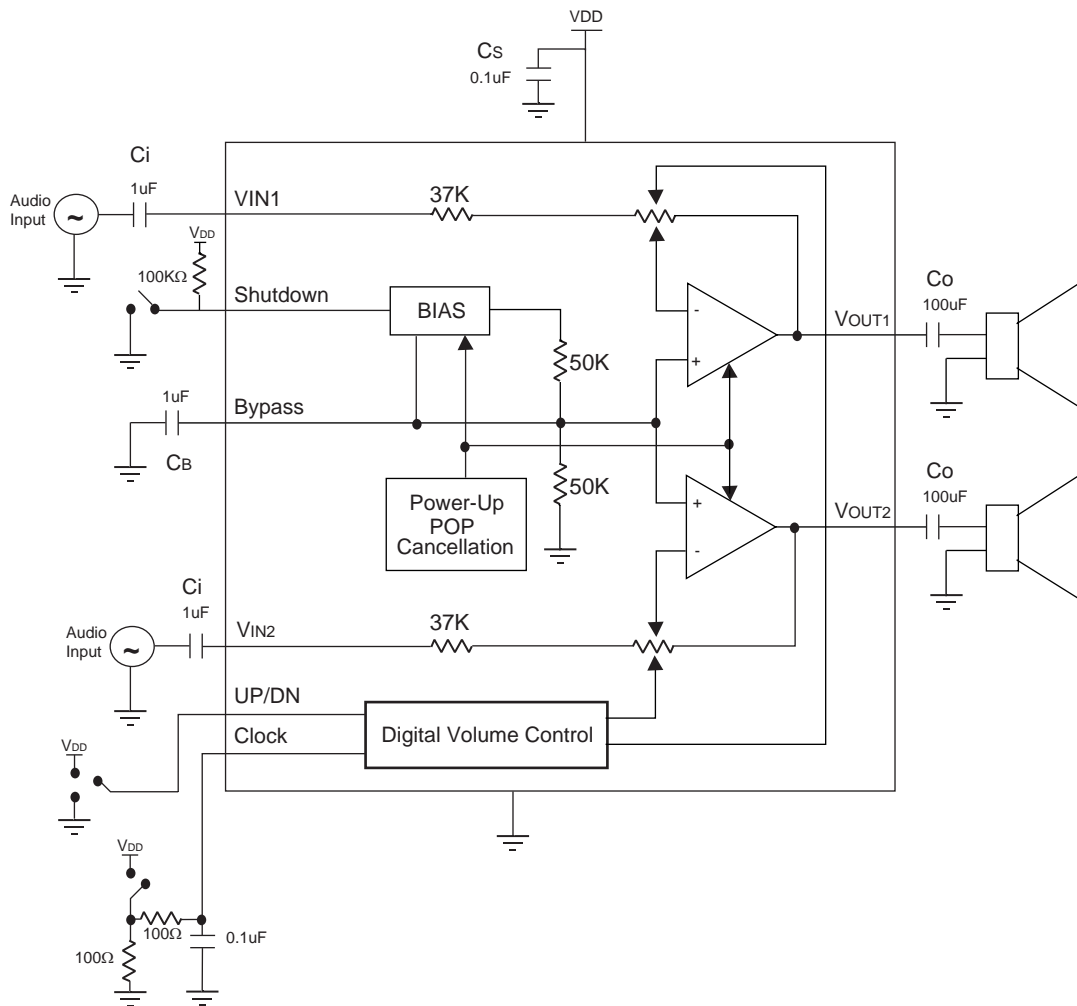 VDD
CS
0.1uF
Ci
1uF
Audio
Input
~
VIN1
37K
VDD
100KΩ
Shutdown
BIAS
50K
-
+
VOUT1
Co
100uF
1uF
Bypass
CB
Power-Up
POP
Cancellation
50K
+
-
VOUT2
Co
100uF
Ci
1uF
Audio
Input
~
VIN2
37K
UP/DN
Clock
Digital Volume Control
VDD
VDD
100Ω
0.1uF
100Ω